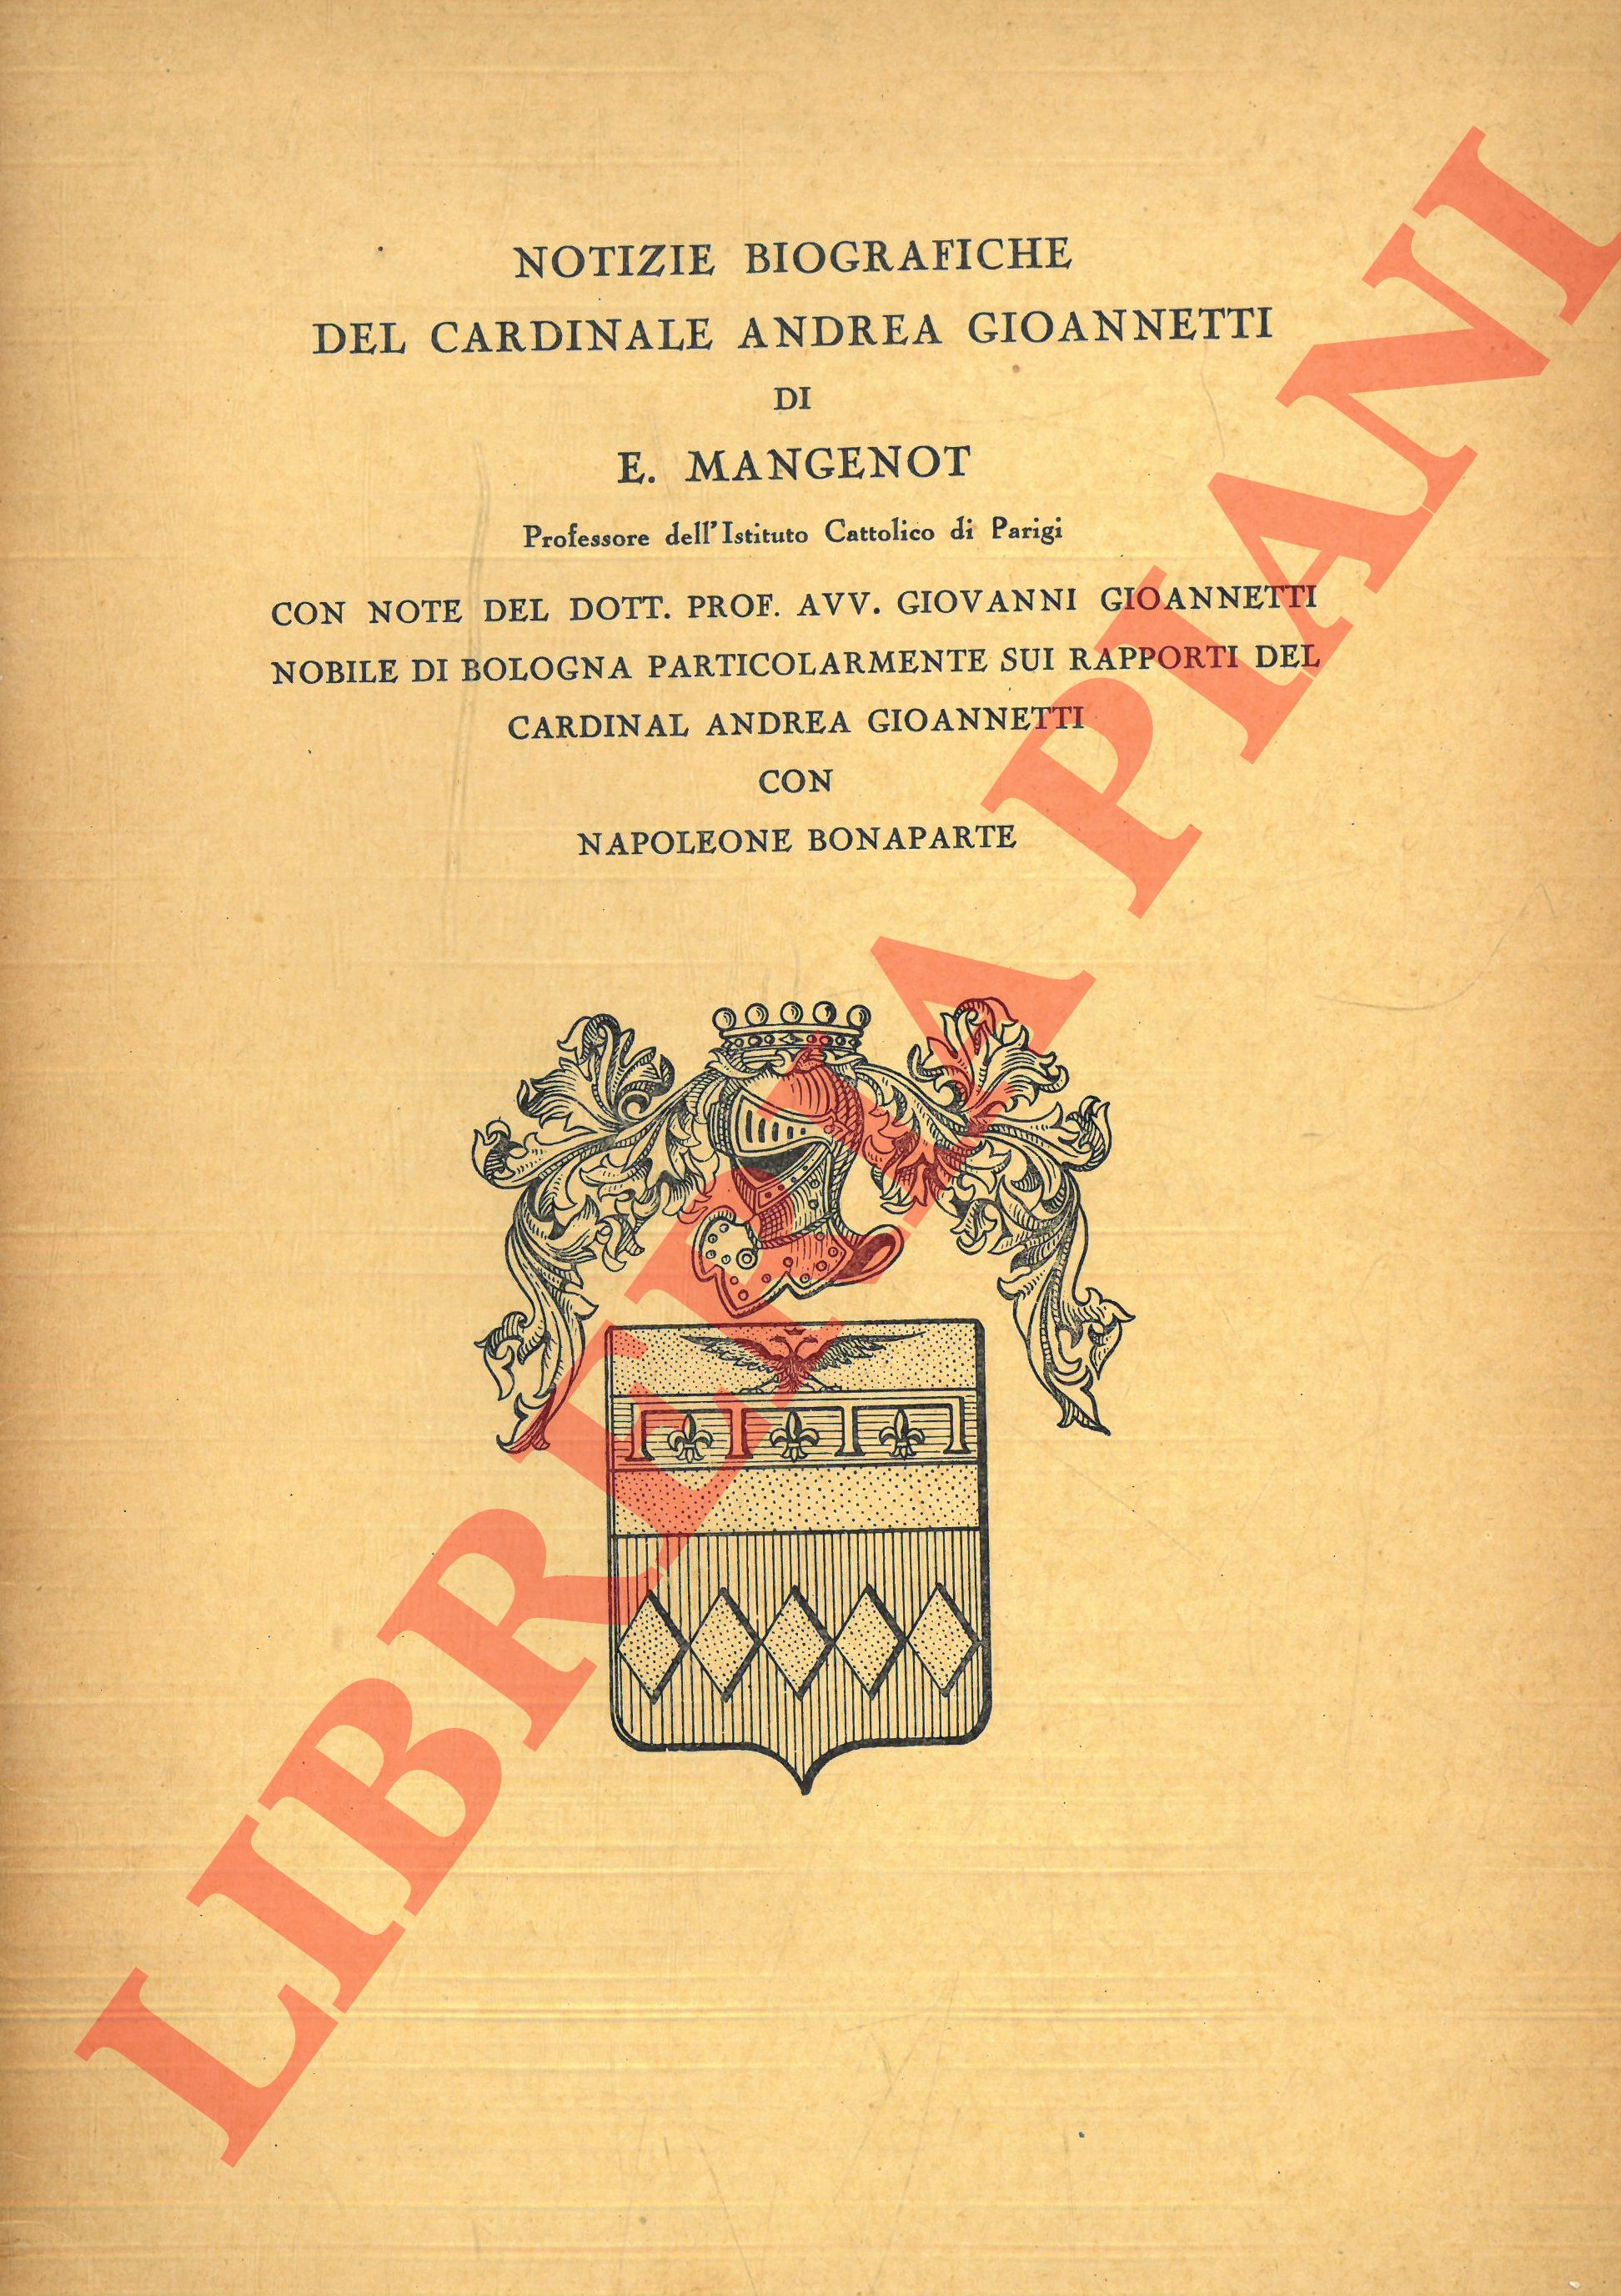 NOTIZIE BIOGRAFICHE
DEL CARDINALE ANDREA GIOANNETTI
DI
E. MANGENOT
Professore dell'Istituto Cattolico di Parigi
CON NOTE DEL DOTT. PROF. AVV. GIOVANNI GIOANNETTI
NOBILE DI BOLOGNA PARTICOLARMENTE SUI RAPPORTI DEL
CARDINAL ANDREA GIOANNETTI
CON
NAPOLEONE BONAPARTE
LIBRERIA PIANI